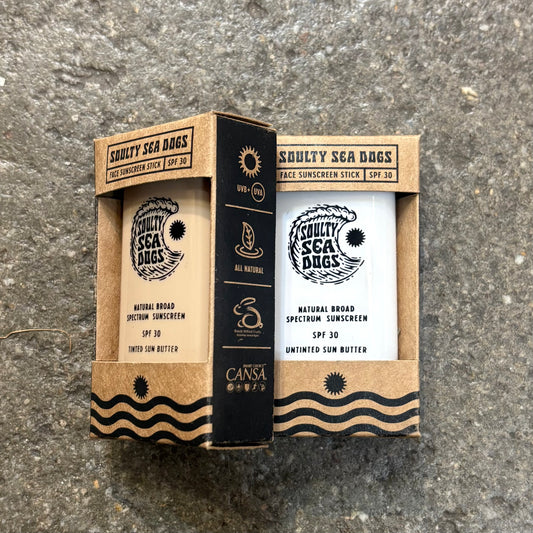 SOULTY SEA DOGS
FACE SUNSCREEN STICK
SPF 30
SOULTY
SEA
DOGS
NATURAL BROAD
SPECTRUM SUNSCREEN
SPF 30
TINTED SUN BUTTER
UVB+
UVA
ALL NATURAL
CANSA
SOULTY SEA DOGS
FACE SUNSCREEN STICK
SPF 30
SOULTY
SEA
DOGS
NATURAL BROAD
SPECTRUM SUNSCREEN
SPF 30
UNTINTED SUN BUTTER